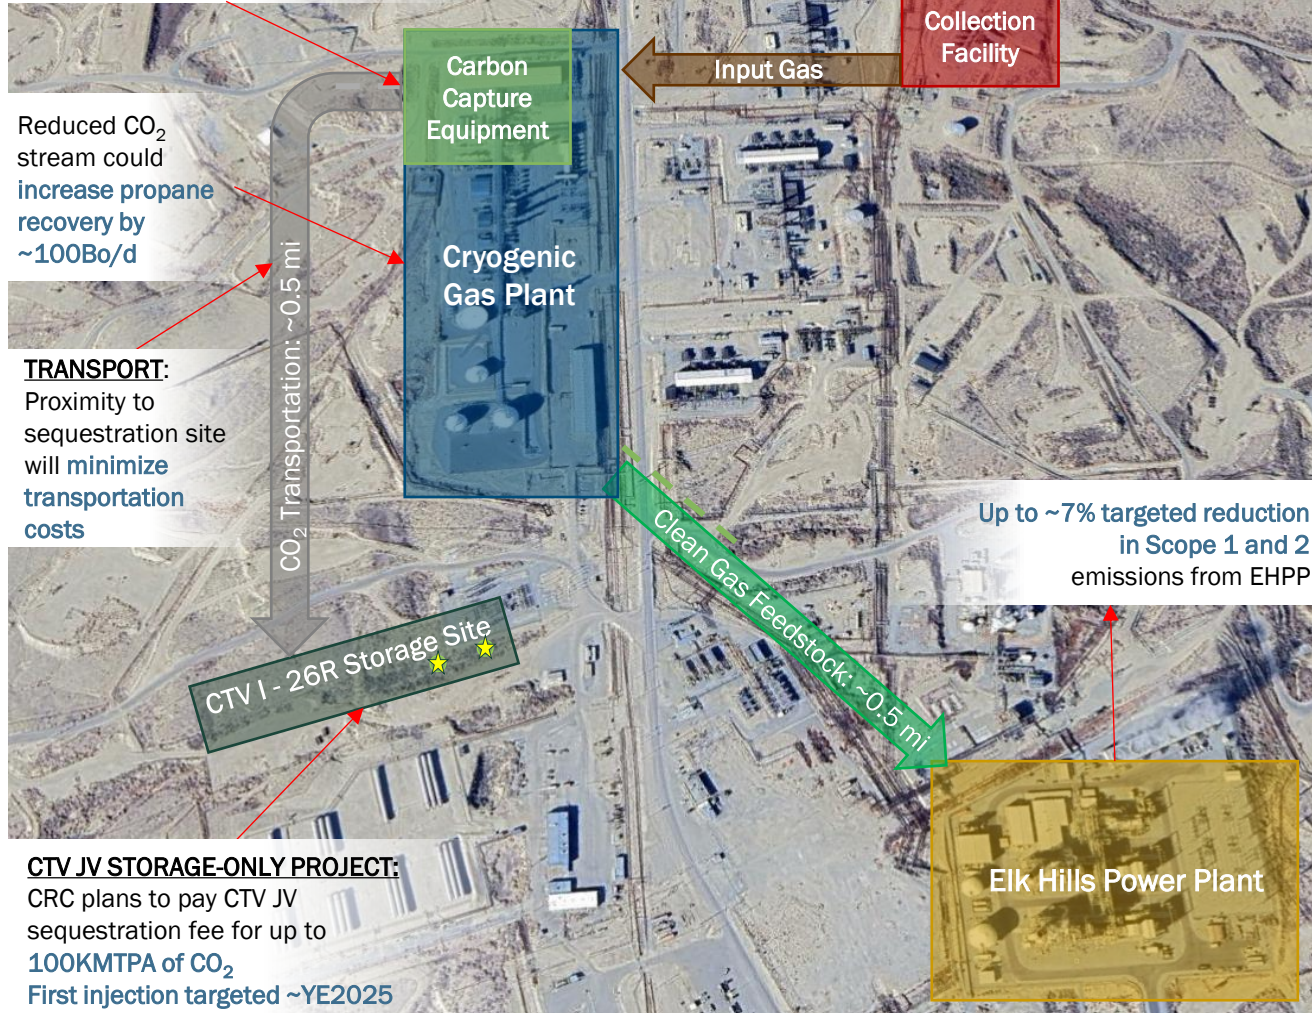 Collection
Facility
Input Gas
Carbon
Capture
Equipment
Reduced CO₂
stream could
increase propane
recovery by
~100Bo/d
Cryogenic
Gas Plant
CO₂ Transportation: ~0.5 mi
TRANSPORT:
Proximity to
sequestration site
will minimize
transportation
costs
Clean Gas Feedstock: ~0.5 mi
Up to ~7% targeted reduction
in Scope 1 and 2
emissions from EHPP
CTV I - 26R Storage Site
Elk Hills Power Plant
CTV JV STORAGE-ONLY PROJECT:
CRC plans to pay CTV JV
sequestration fee for up to
100KMTPA of CO₂
First injection targeted ~YE2025